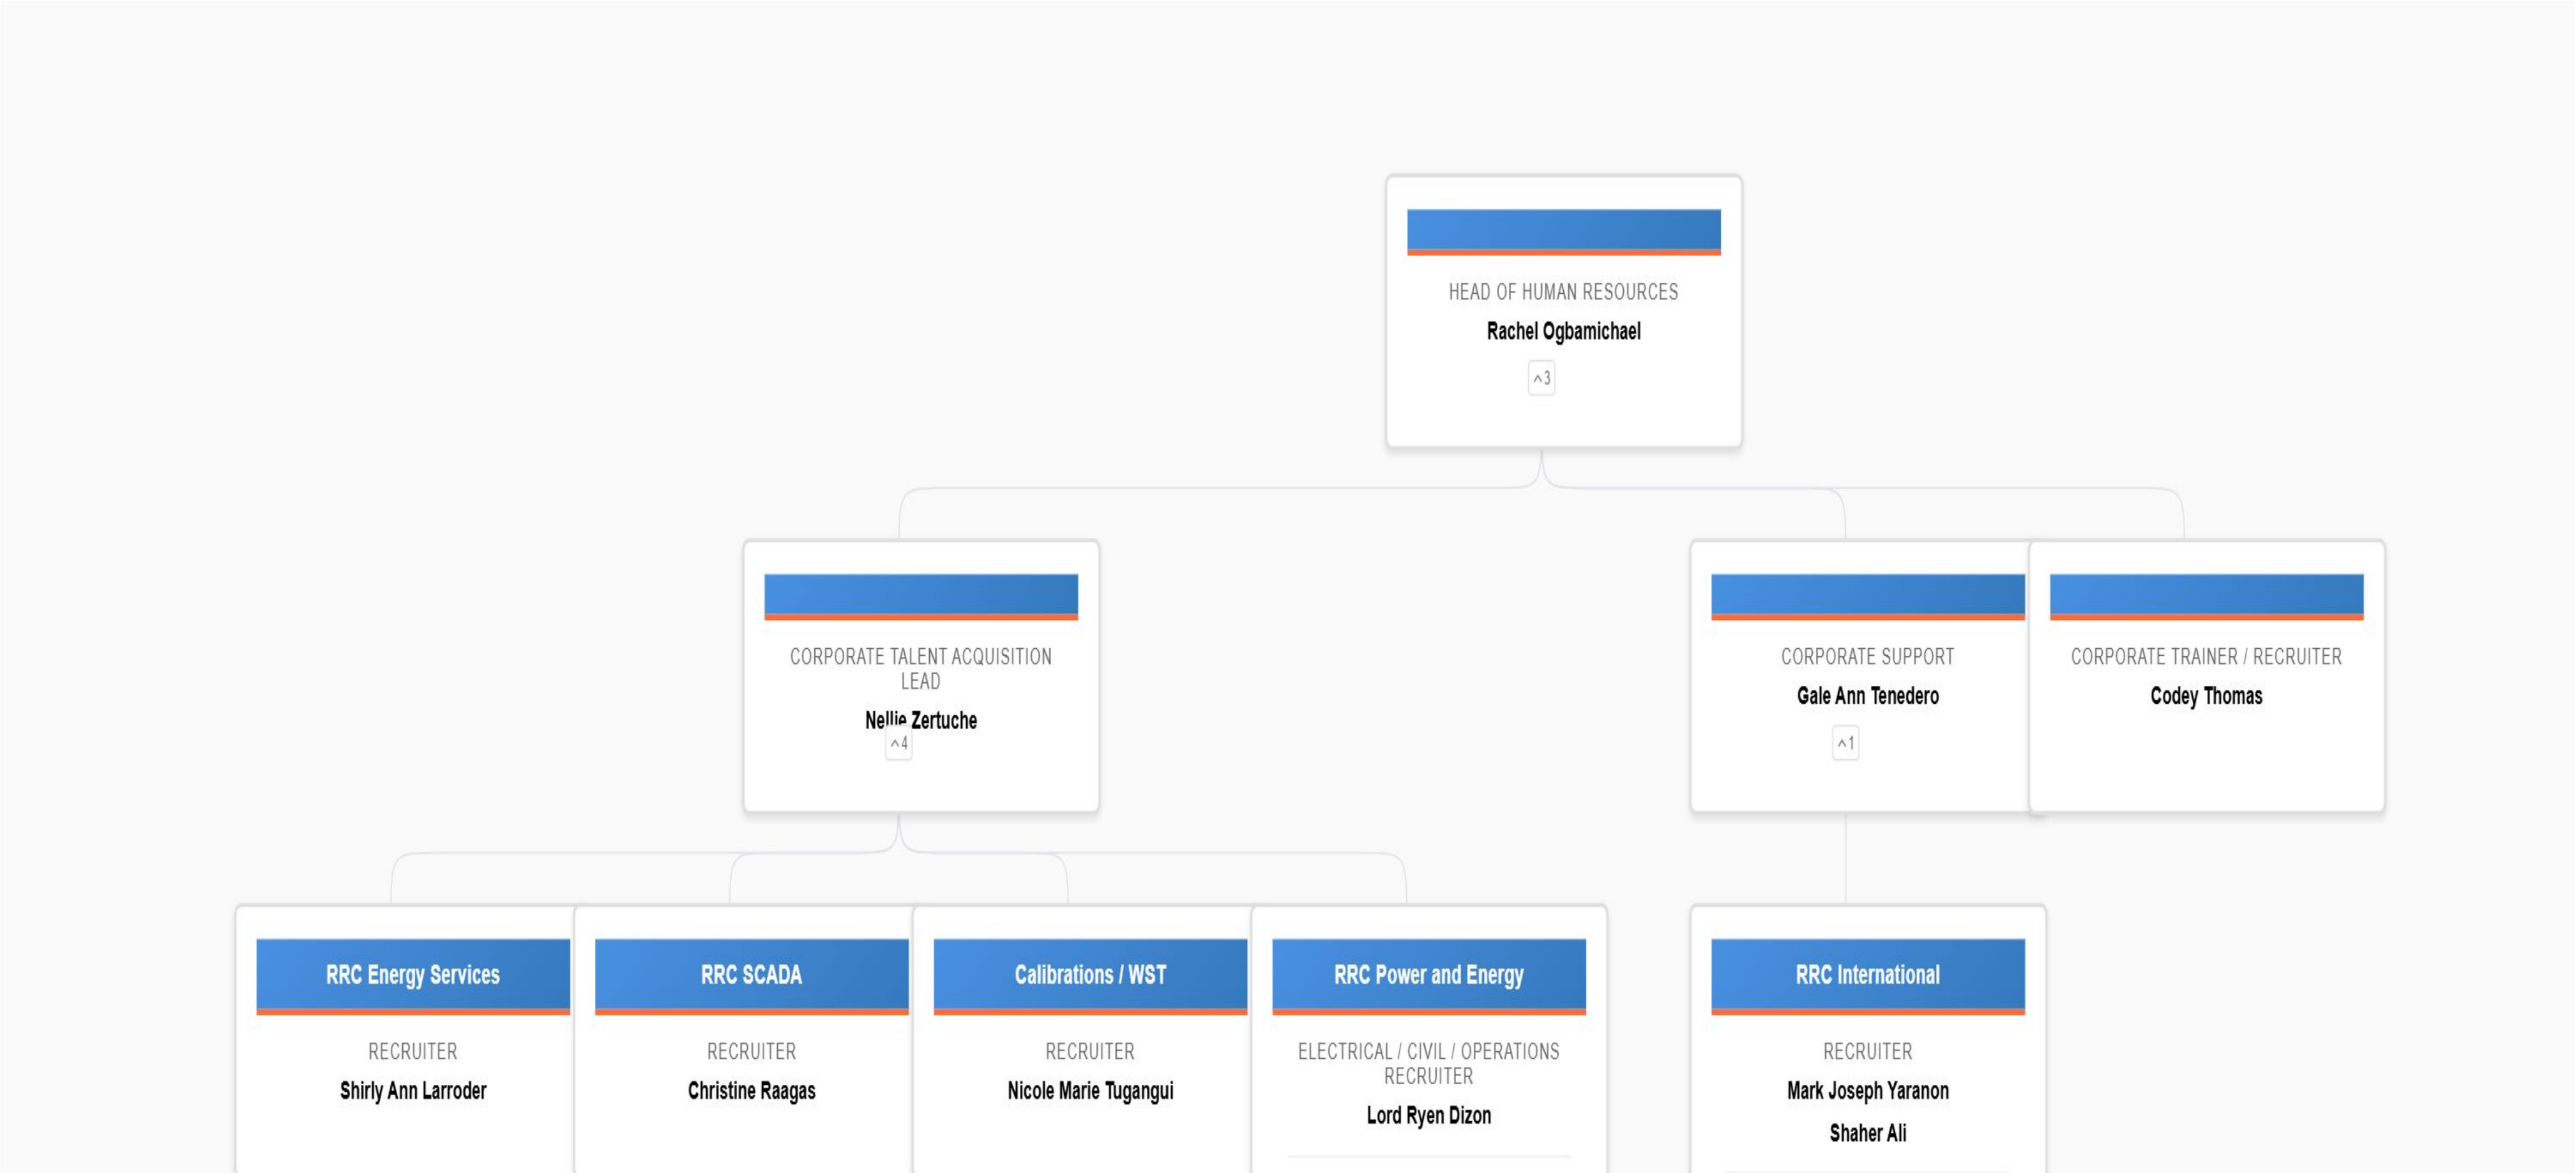 HEAD OF HUMAN RESOURCES
Rachel Ogbamichael
^3
CORPORATE TALENT ACQUISITION
LEAD
Nellie Zertuche
^4
CORPORATE SUPPORT
Gale Ann Tenedero
^1
CORPORATE TRAINER / RECRUITER
Codey Thomas
RRC Energy Services
RECRUITER
Shirly Ann Larroder
RRC SCADA
RECRUITER
Christine Raagas
Calibrations / WST
RECRUITER
Nicole Marie Tugangui
RRC Power and Energy
ELECTRICAL / CIVIL / OPERATIONS
RECRUITER
Lord Ryen Dizon
RRC International
RECRUITER
Mark Joseph Yaranon
Shaher Ali